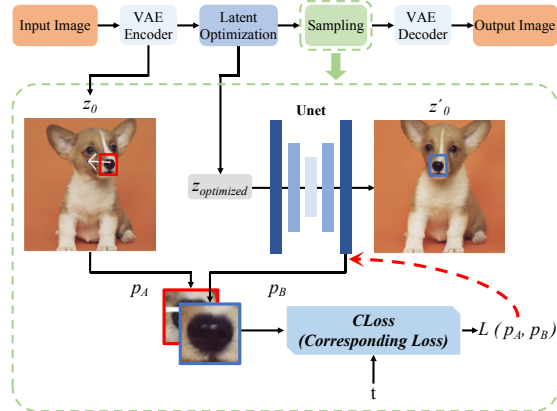 Input Image
VAE
Encoder
Latent
Optimization
Sampling
VAE
Decoder
Output Image
z0
Unet
z´0
zoptimized
pA
pB
CLoss
(Corresponding Loss)
L ( pA, pB)
t